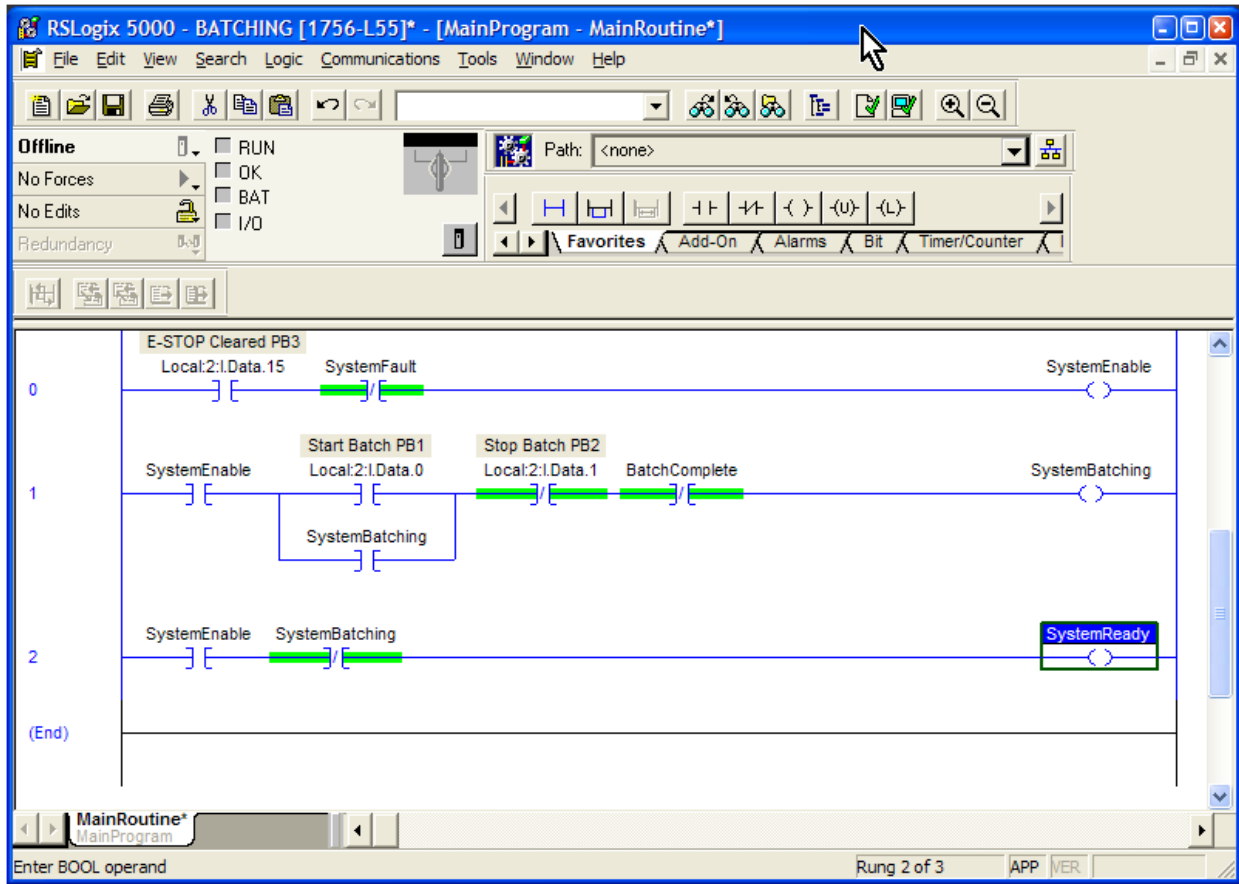 RSLogix 5000 - BATCHING [1756-L55]* - [MainProgram - MainRoutine*]
File Edit View Search Logic Communications Tools Window Help
Offline
RUN
No Forces
OK
No Edits
BAT
Redundancy
I/O
Path: <none>
Favorites Add-On Alarms Bit Timer/Counter
E-STOP Cleared PB3
Local:2:I.Data.15 SystemFault SystemEnable
0
Start Batch PB1 Stop Batch PB2
SystemEnable Local:2:I.Data.0 Local:2:I.Data.1 BatchComplete SystemBatching
1
SystemBatching
SystemEnable SystemBatching SystemReady
2
(End)
MainRoutine*
MainProgram
Enter BOOL operand Rung 2 of 3 APP VER